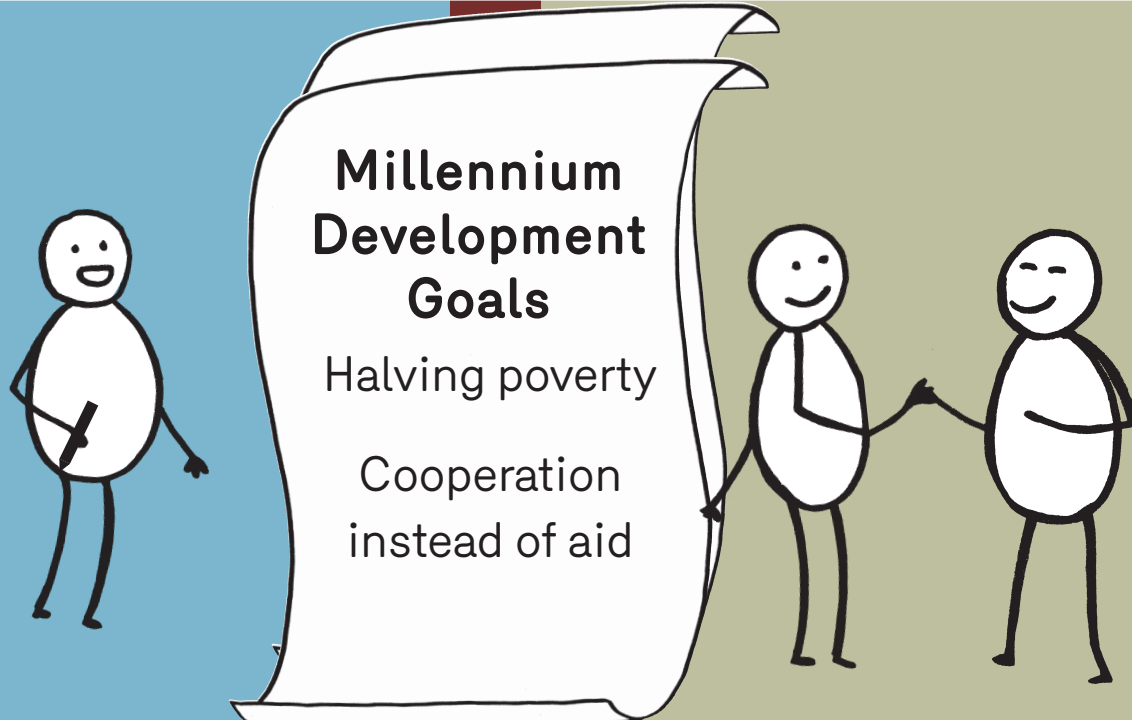 Millennium
Development
Goals
Halving poverty
Cooperation
instead of aid